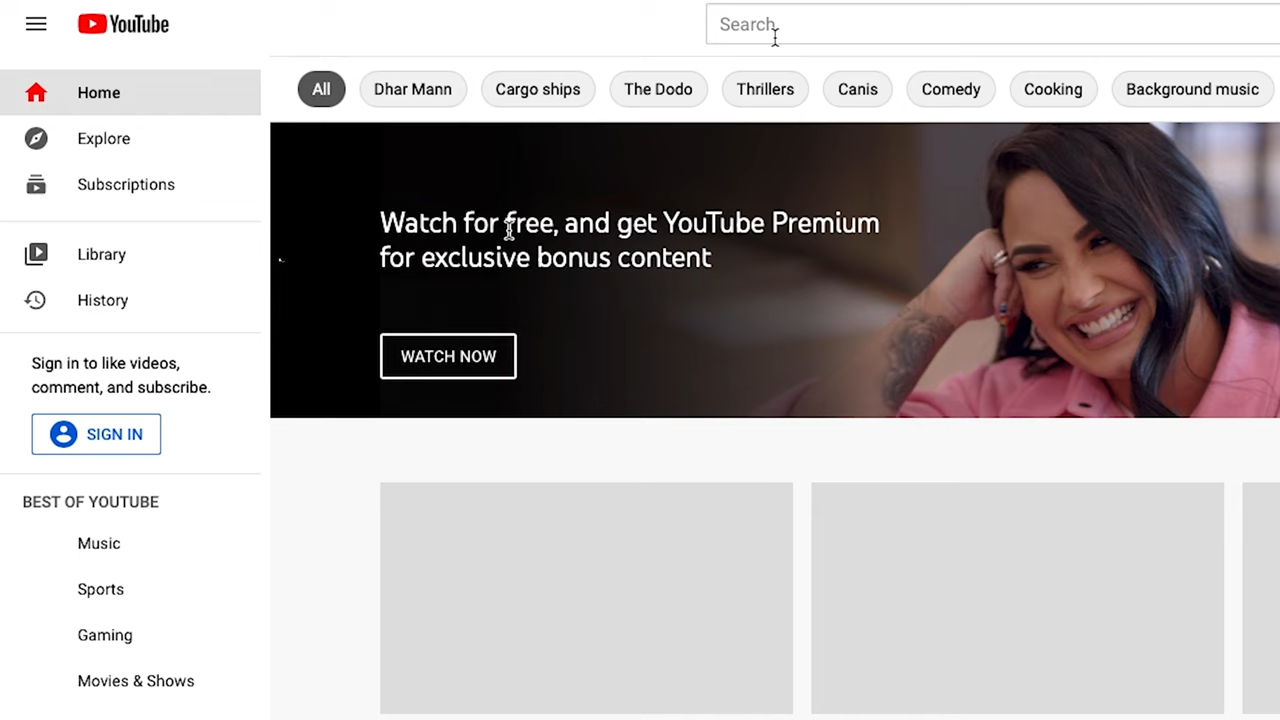 YouTube
Search
All
Dhar Mann
Cargo ships
The Dodo
Thrillers
Canis
Comedy
Cooking
Background music
Home
Explore
Subscriptions
Library
History
Sign in to like videos,
comment, and subscribe.
SIGN IN
BEST OF YOUTUBE
Music
Sports
Gaming
Movies & Shows
Watch for free, and get YouTube Premium
for exclusive bonus content
WATCH NOW